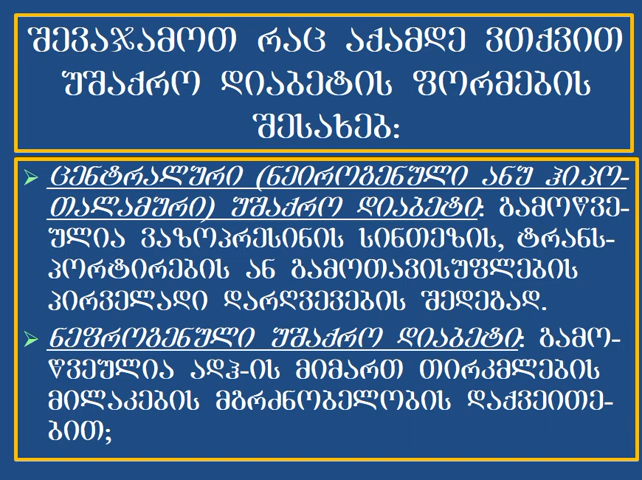 შევაჯამოთ რაც აქამდე ვთქვით
უშაქრო დიაბეტის ფორმების
შესახებ:
ცენტრალური (ნეიროგენული ანუ ჰიპო-
თალამური) უშაქრო დიაბეტი: გამოწვე-
ულია ვაზოპრესინის სინთეზის, ტრანს-
პორტირების ან გამოთავისუფლების
პირველადი დარღვევების შედეგად.
ნეფროგენული უშაქრო დიაბეტი: გამო-
წვეულია ადჰ-ის მიმართ თირკმლების
მილაკების მგრძნობელობის დაქვეითე-
ბით;